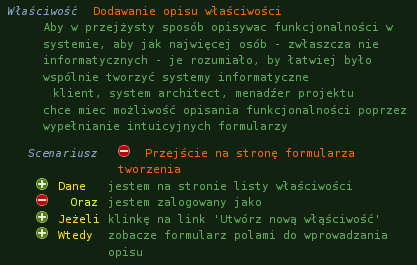 Właściwość Dodawanie opisu właściwości
Aby w przejżysty sposób opisywac funkcjonalności w
systemie, aby jak najwięcej osób - zwłaszcza nie
informatycznych - je rozumiało, by łatwiej było
wspólnie tworzyć systemy informatyczne
klient, system architect, menadżer projektu
chce miec możliwość opisania funkcjonalności poprzez
wypełnianie intuicyjnych formularzy
Scenariusz Przejście na stronę formularza
tworzenia
Dane jestem na stronie listy właściwości
Oraz jestem zalogowany jako
Jeżeli klinkę na link 'Utwórz nową włąściwość'
Wtedy zobacze formularz polami do wprowadzania
opisu